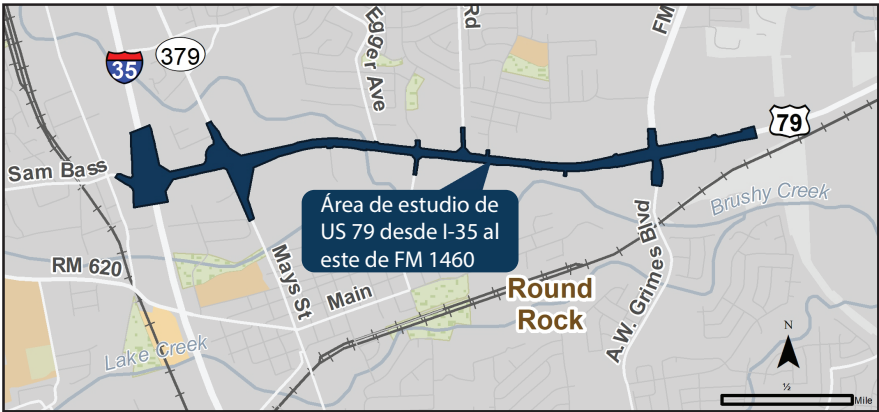 35
379
Egger Ave
Rd
FM
79
Sam Bass
Área de estudio de
US 79 desde I-35 al
este de FM 1460
Brushy Creek
RM 620
Mays St
Main
Round
Rock
A.W. Grimes Blvd
Lake Creek
N
½
Mile